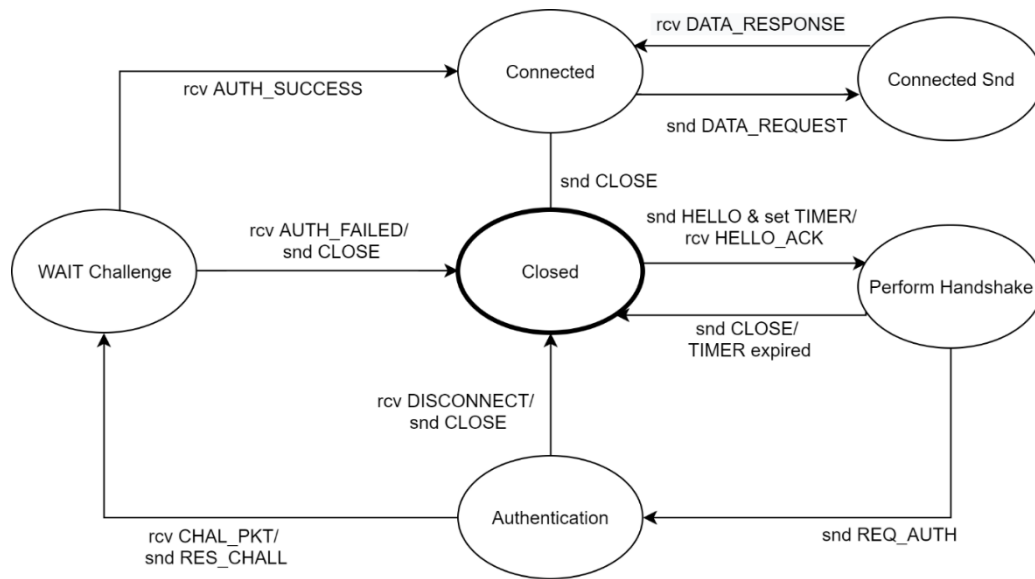 rcv DATA_RESPONSE
Connected
Connected Snd
rcv AUTH_SUCCESS
snd DATA_REQUEST
snd CLOSE
rcv AUTH_FAILED/
snd CLOSE
snd HELLO & set TIMER/
rcv HELLO_ACK
WAIT Challenge
Closed
Perform Handshake
snd CLOSE/
TIMER expired
rcv DISCONNECT/
snd CLOSE
Authentication
rcv CHAL_PKT/
snd RES_CHALL
snd REQ_AUTH